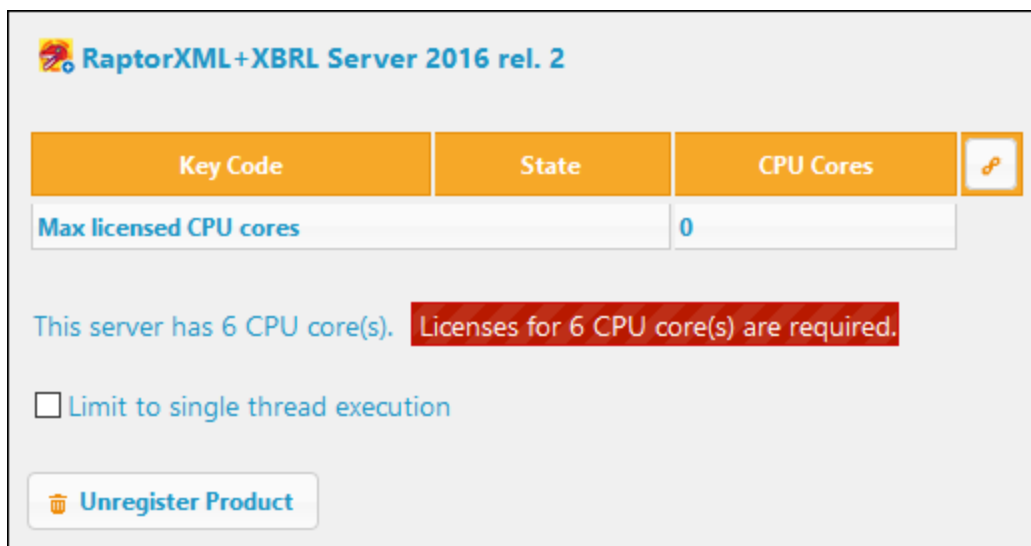 RaptorXML+XBRL Server 2016 rel. 2
Key Code State CPU Cores
Max licensed CPU cores 0
This server has 6 CPU core(s). Licenses for 6 CPU core(s) are required.
Limit to single thread execution
Unregister Product